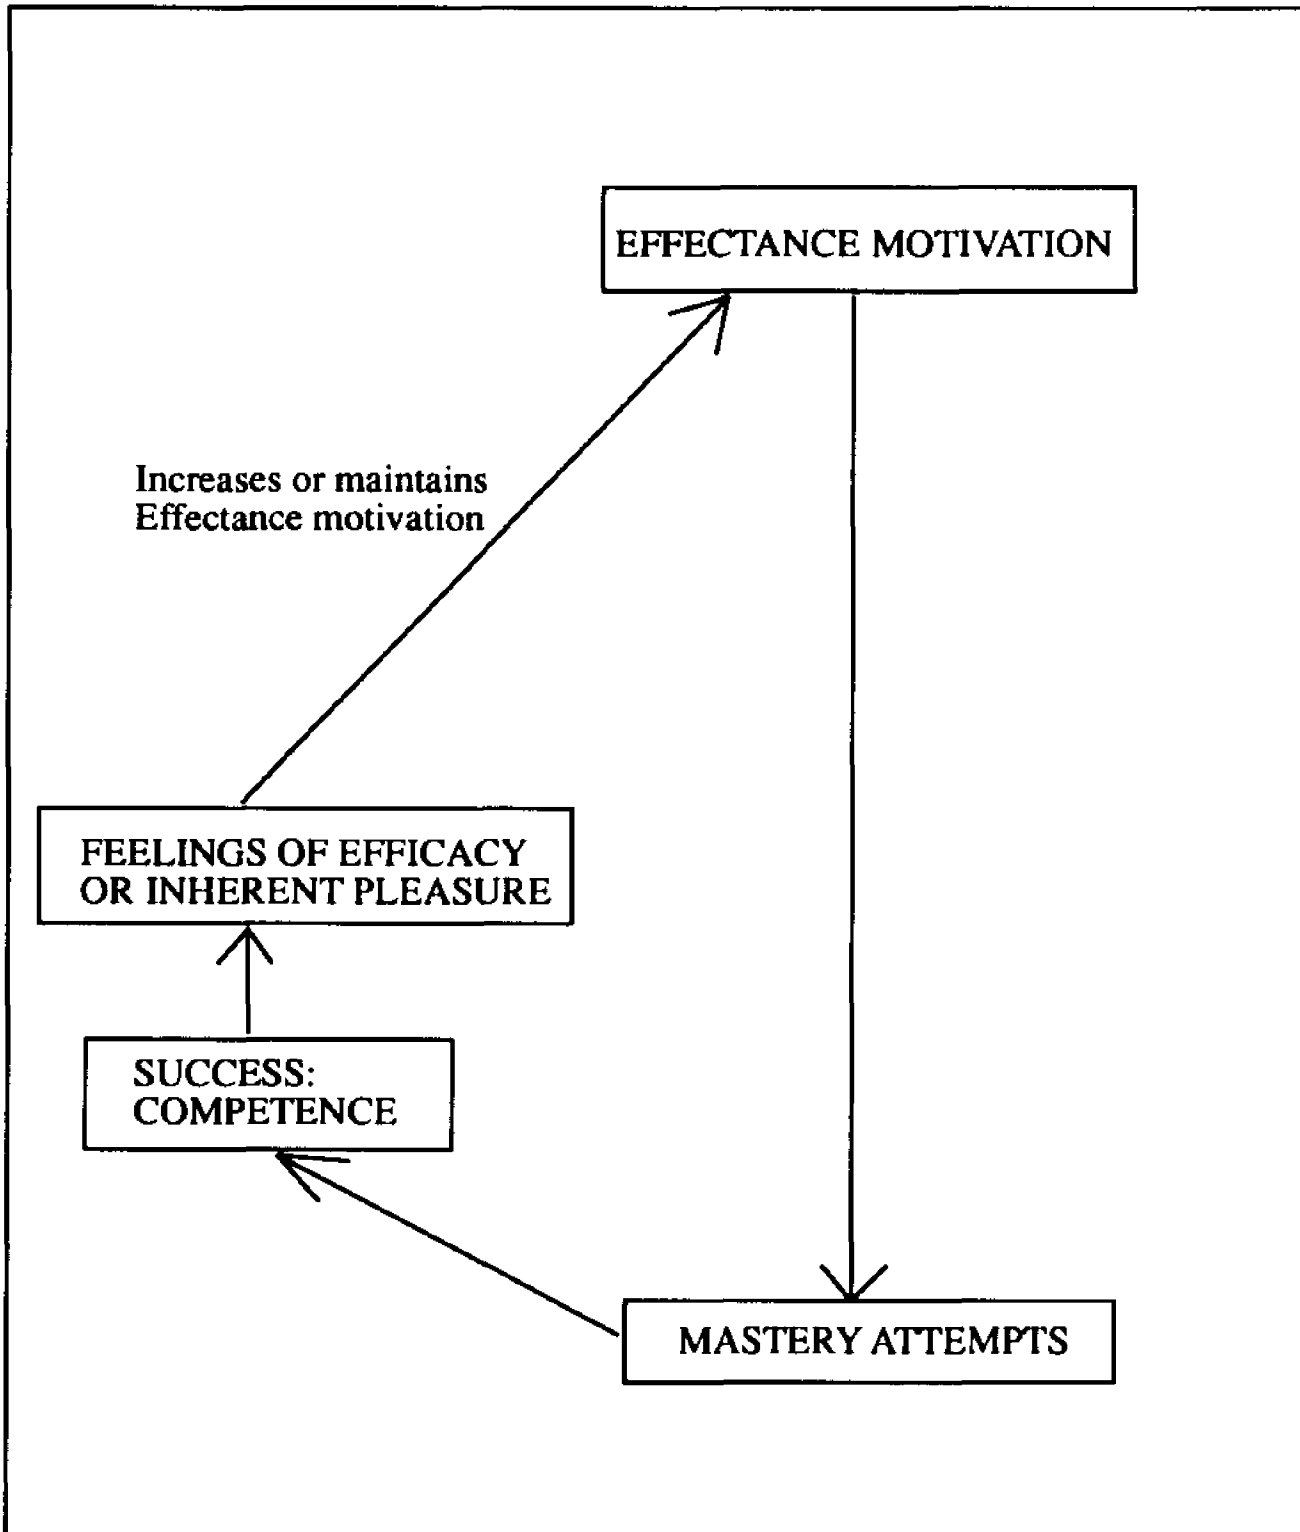 EFFECTANCE MOTIVATION
Increases or maintains
Effectance motivation
FEELINGS OF EFFICACY
OR INHERENT PLEASURE
SUCCESS:
COMPETENCE
MASTERY ATTEMPTS